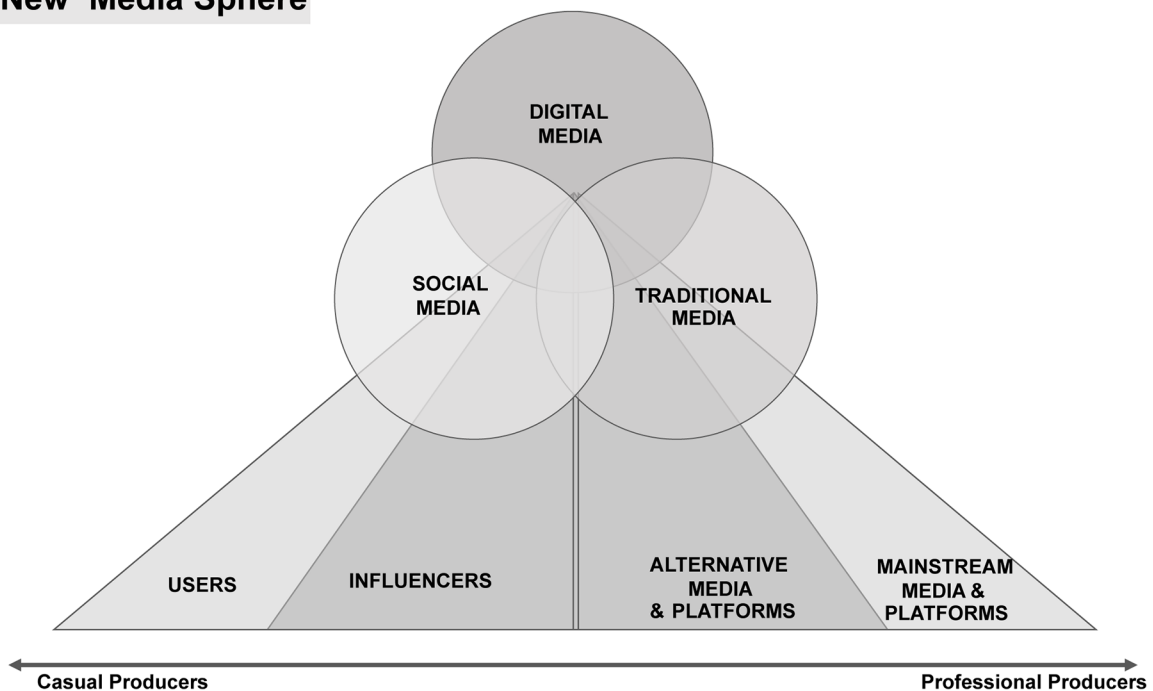 New Media Sphere
DIGITAL
MEDIA
SOCIAL
MEDIA
TRADITIONAL
MEDIA
USERS
INFLUENCERS
ALTERNATIVE
MEDIA
& PLATFORMS
MAINSTREAM
MEDIA &
PLATFORMS
Casual Producers
Professional Producers